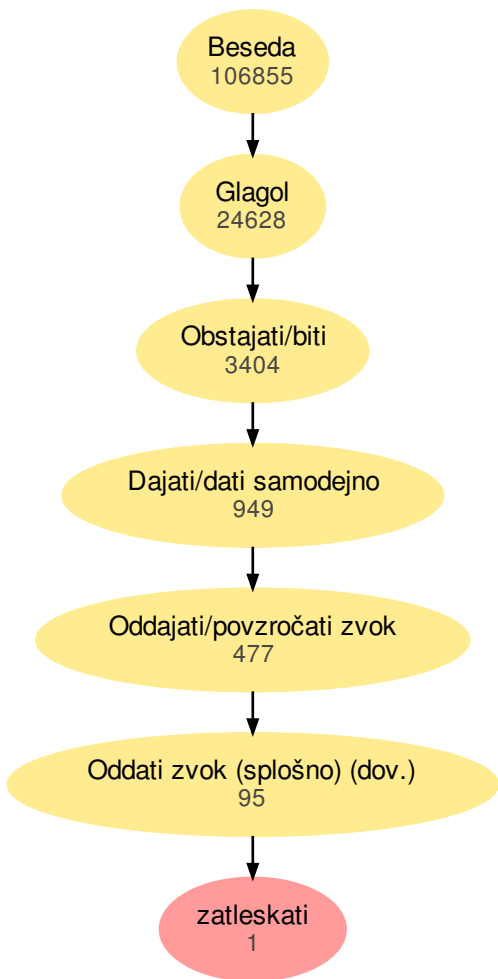 Beseda
106855
Glagol
24628
Obstajati/biti
3404
Dajati/dati samodejno
949
Oddajati/povzročati zvok
477
Oddati zvok (splošno) (dov.)
95
zatleskati
1